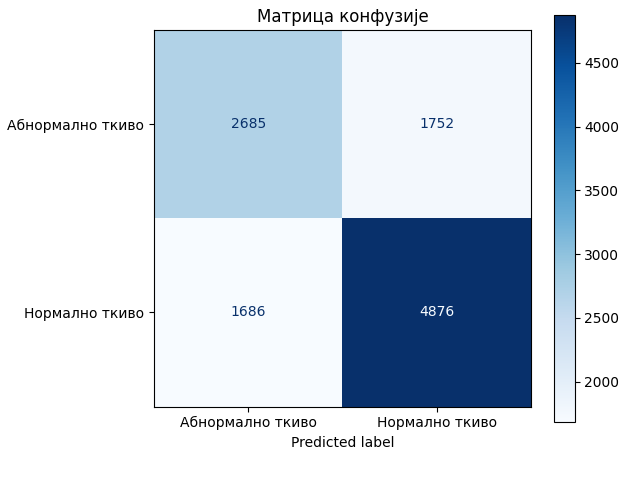 Матрица конфузије
Абнормално ткиво
2685
1752
Нормално ткиво
1686
4876
Абнормално ткиво
Нормално ткиво
Predicted label
4500
4000
3500
3000
2500
2000